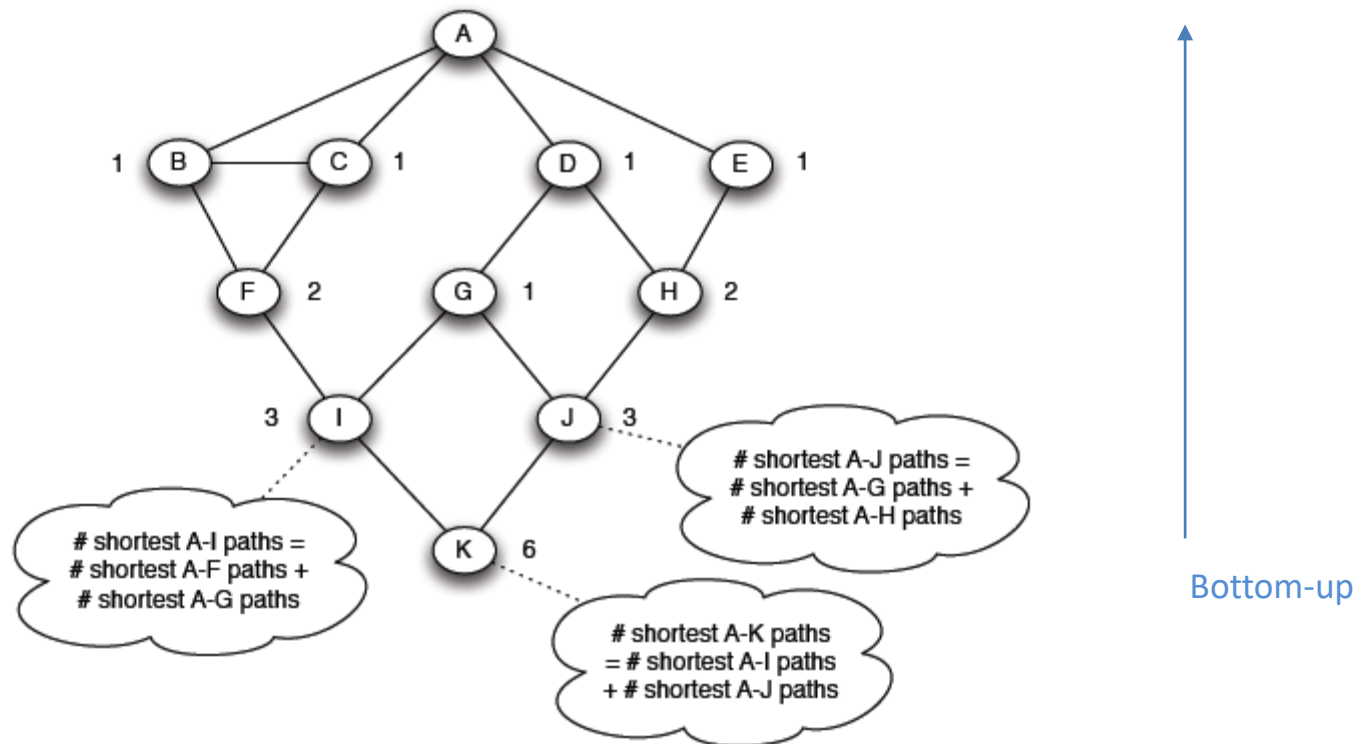 A
1 B C 1 D 1 E 1
F 2 G 1 H 2
3 I J 3
# shortest A-J paths =
# shortest A-G paths +
# shortest A-H paths
# shortest A-I paths =
# shortest A-F paths +
# shortest A-G paths
K 6
Bottom-up
# shortest A-K paths
= # shortest A-I paths
+ # shortest A-J paths